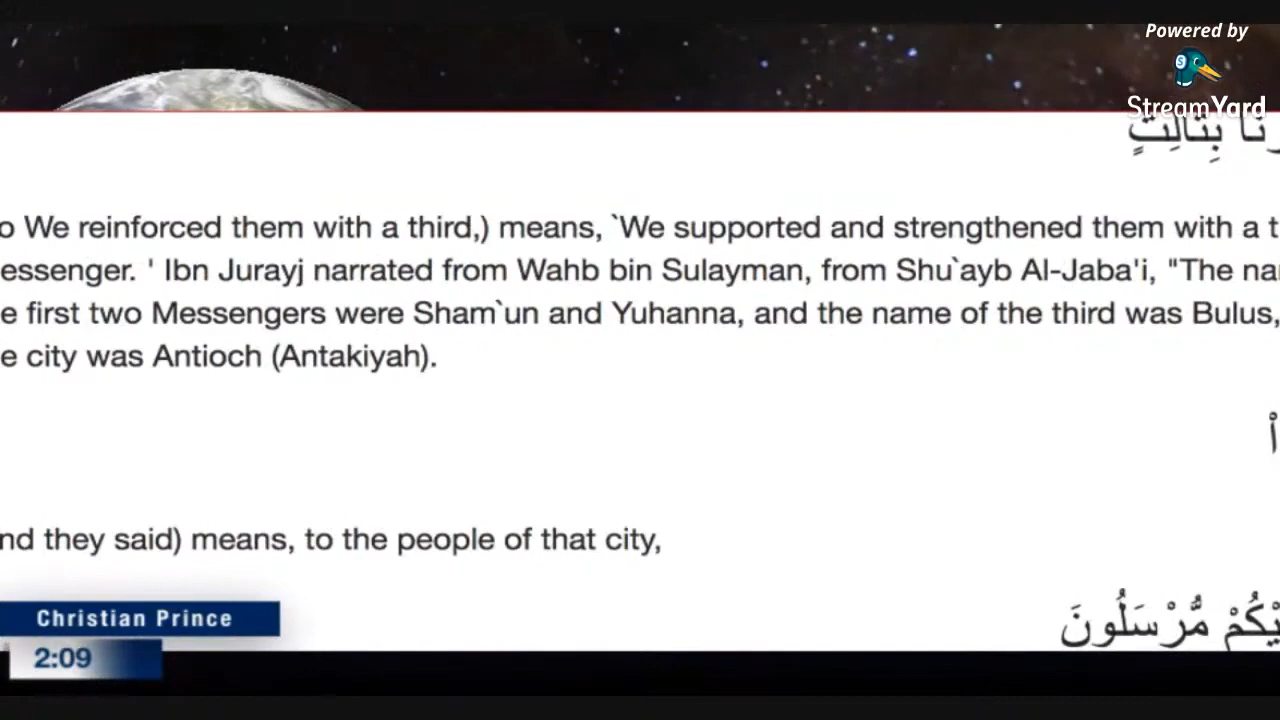 Powered by
StreamYard
بِثَالِثٍ
o We reinforced them with a third,) means, `We supported and strengthened them with a t
essenger. ' Ibn Jurayj narrated from Wahb bin Sulayman, from Shu`ayb Al-Jaba'i, "The nar
e first two Messengers were Sham`un and Yuhanna, and the name of the third was Bulus,
e city was Antioch (Antakiyah).
nd they said) means, to the people of that city,
يْكُمْ مُّرْسَلُونَ
Christian Prince
2:09